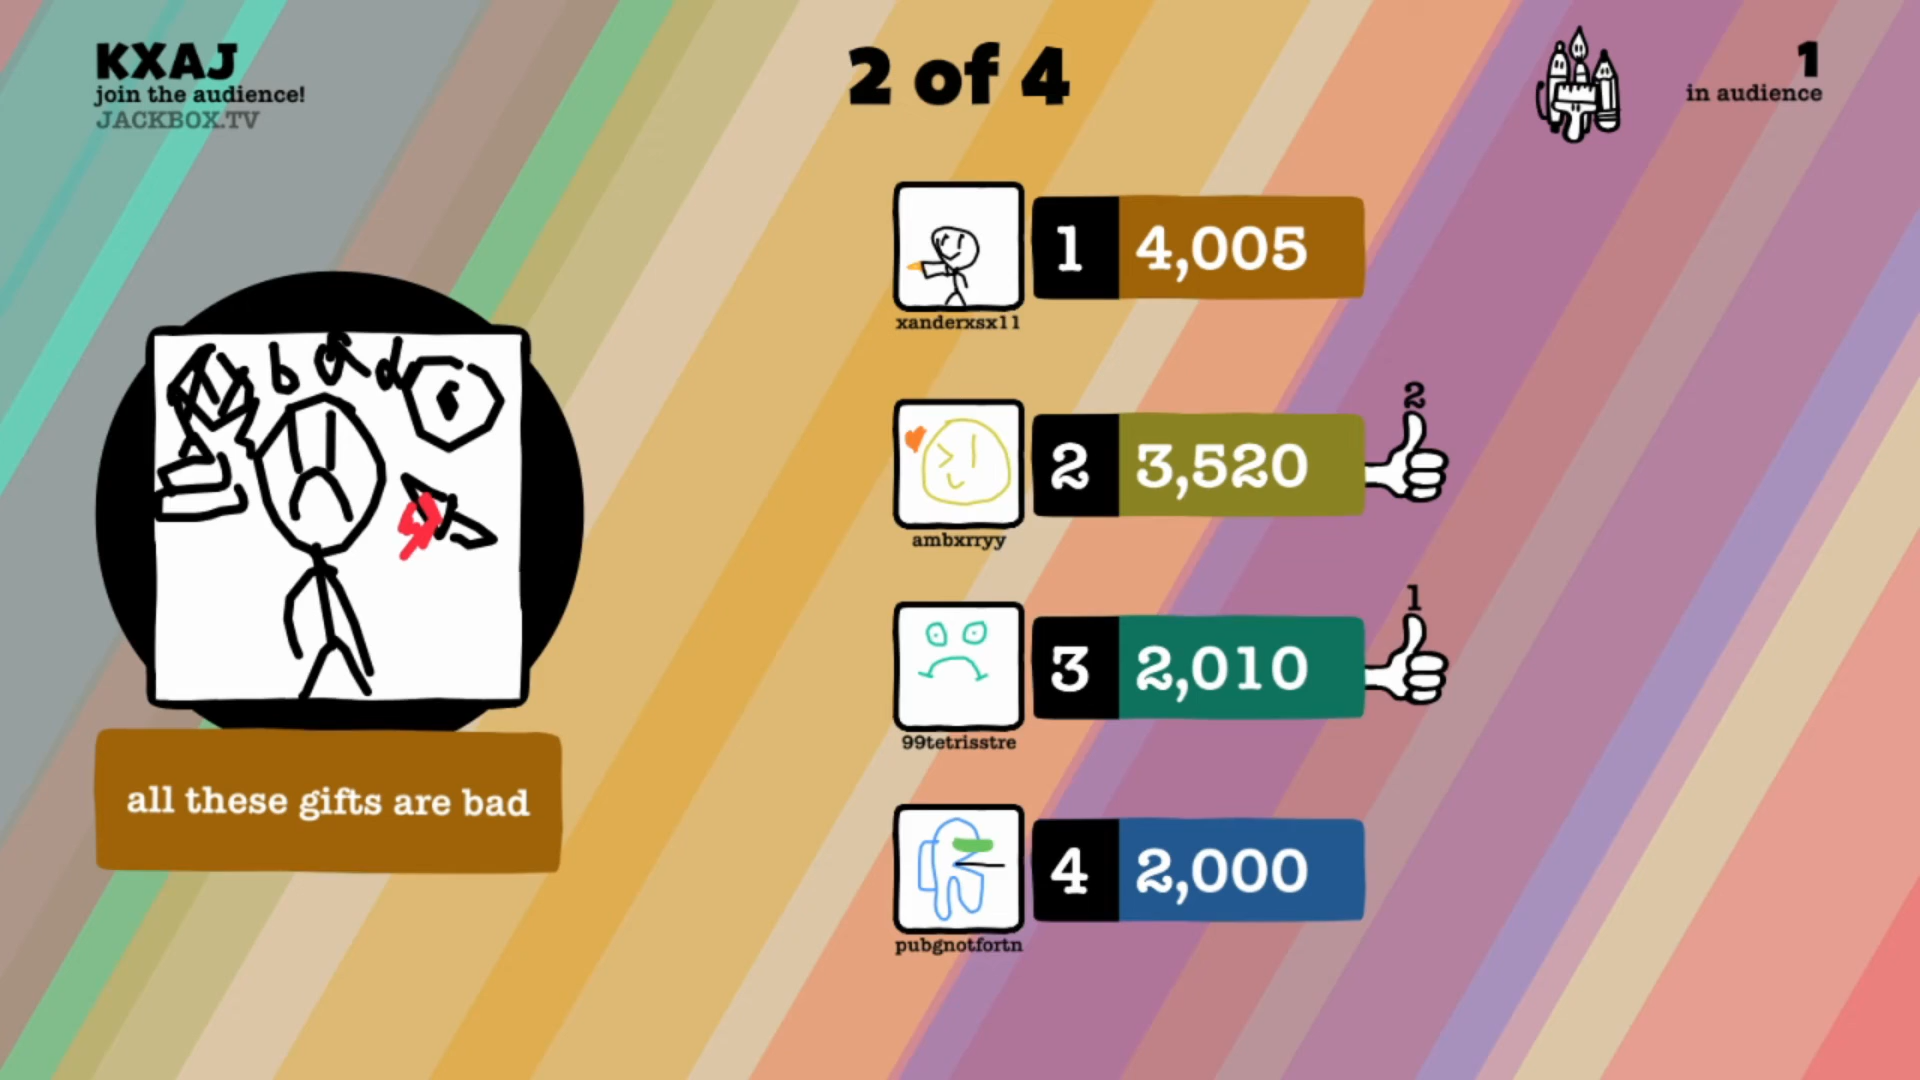 KXAJ
join the audience!
JACKBOX.TV
2 of 4
1
in audience
bad
all these gifts are bad
1 4,005
xanderxsx11
2 3,520
2
ambxrryy
3 2,010
1
99tetrisstre
4 2,000
pubgnotfortn